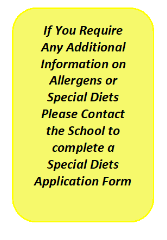 If You Require
Any Additional
Information on
Allergens or
Special Diets
Please Contact
the School to
complete a
Special Diets
Application Form